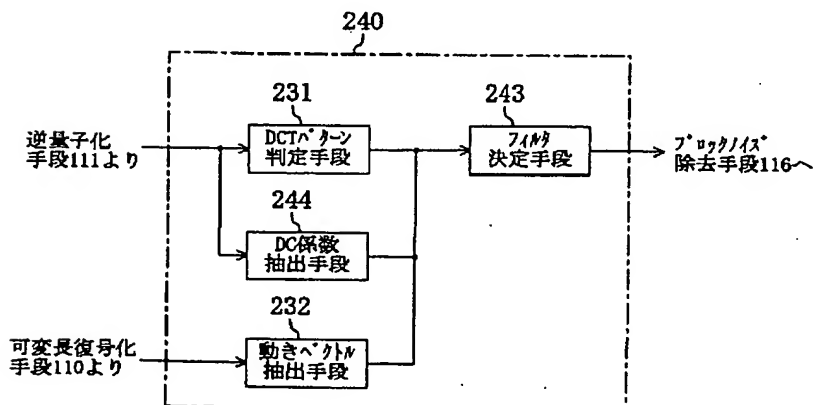 240
231
243
逆量子化
手段111より
DCTパターン
判定手段
フィルタ
決定手段
ブロックノイズ
除去手段116へ
244
DC係数
抽出手段
232
可変長復号化
手段110より
動きベクトル
抽出手段